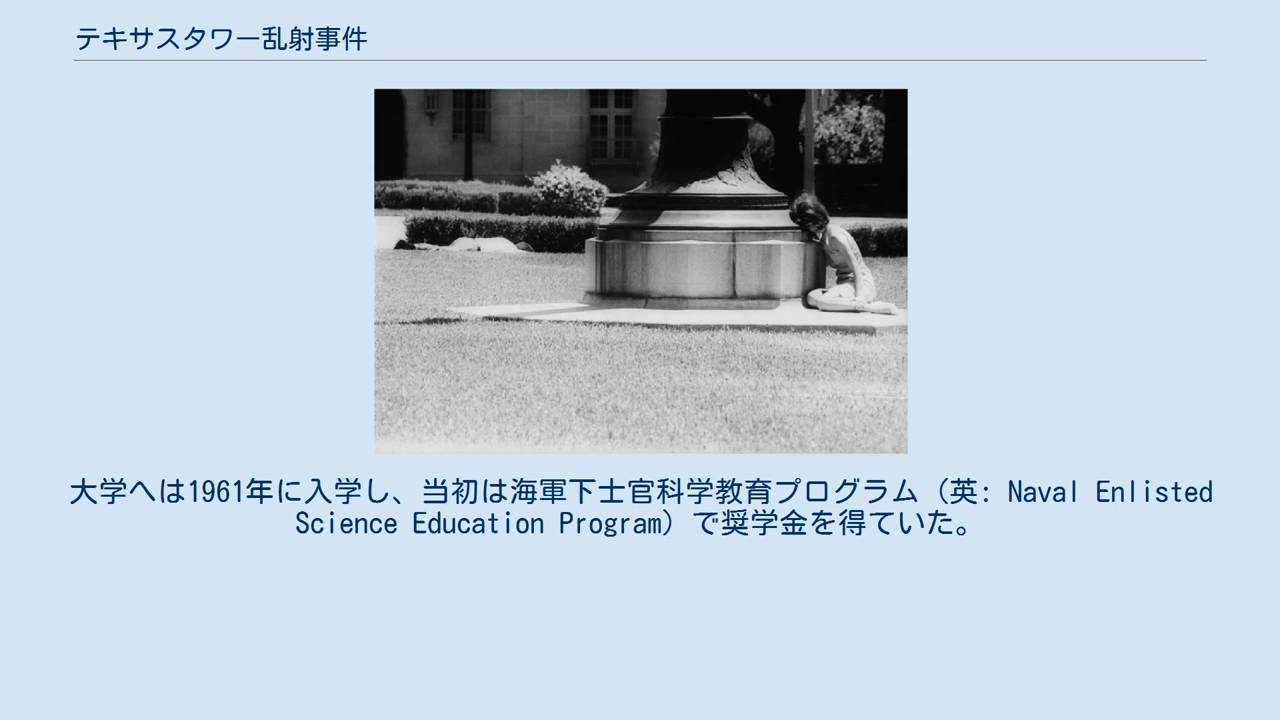 テキサスタワー乱射事件
大学へは1961年に入学し、当初は海軍下士官科学教育プログラム（英: Naval Enlisted
Science Education Program）で奨学金を得ていた。